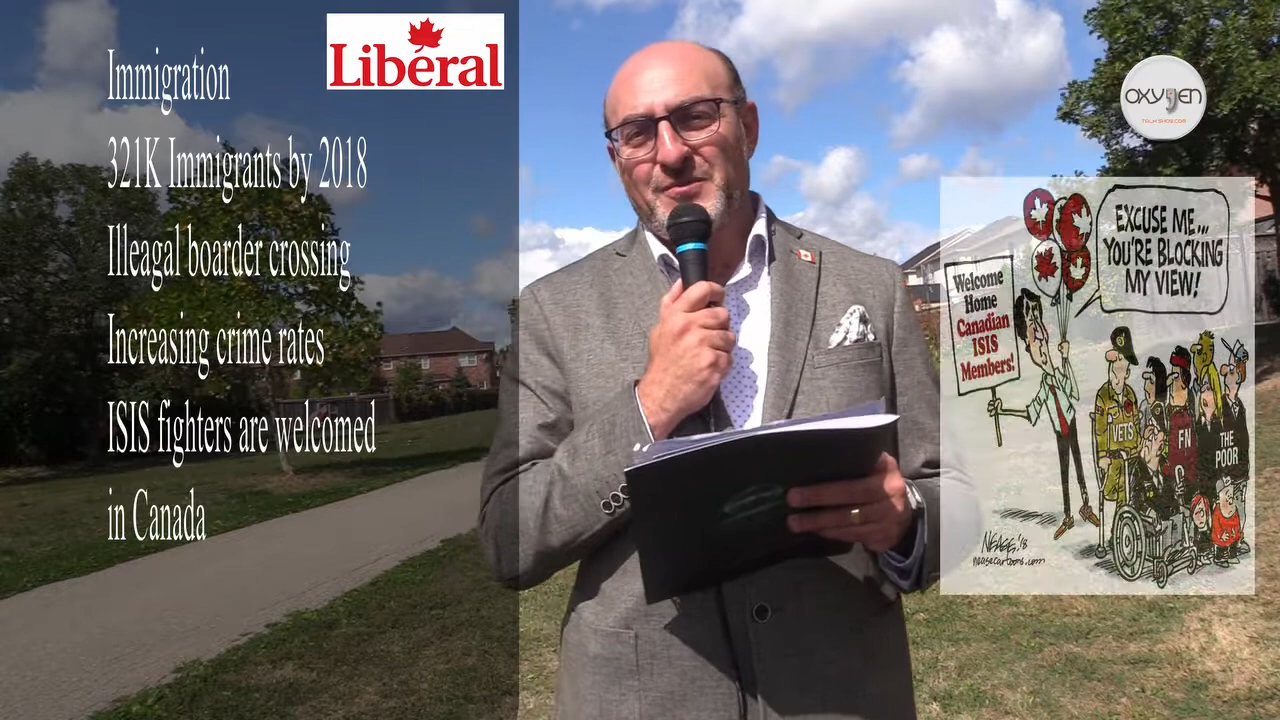 Immigration
321K Immigrants by 2018
Illeagal boarder crossing
Increasing crime rates
ISIS fighters are welcomed
in Canada
Liberal
OXYJEN
EXCUSE ME...
YOU'RE BLOCKING
MY VIEW!
Welcome
Home
Canadian
ISIS
Members!
VETS
FN
THE
POOR
NEASE '18
neasecartoons.com